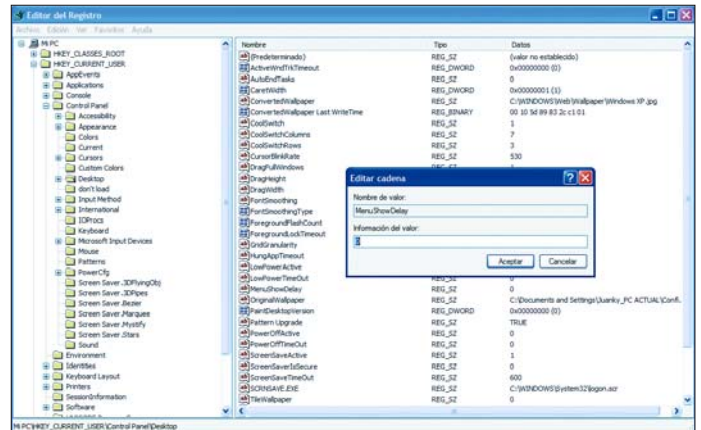 Editor del Registro
Archivo Edición Ver Favoritos Ayuda
Mi PC
HKEY_CLASSES_ROOT
HKEY_CURRENT_USER
AppEvents
Applications
Console
Control Panel
Accessibility
Appearance
Colors
Current
Cursors
Custom Colors
Desktop
don't load
Input Method
International
IOProcs
Keyboard
Microsoft Input Devices
Mouse
Patterns
PowerCfg
Screen Saver.3DFlyingObj
Screen Saver.3DPipes
Screen Saver.Bezier
Screen Saver.Marquee
Screen Saver.Mystify
Screen Saver.Stars
Sound
Environment
Identities
Keyboard Layout
Printers
SessionInformation
Software
Nombre Tipo Datos
(Predeterminado) REG_SZ (valor no establecido)
ActiveWndTrkTimeout REG_DWORD 0x00000000 (0)
AutoEndTasks REG_SZ 0
CaretWidth REG_DWORD 0x00000001 (1)
ConvertedWallpaper REG_SZ C:\WINDOWS\Web\Wallpaper\Windows XP.jpg
ConvertedWallpaper Last WriteTime REG_BINARY 00 10 5d 89 83 2c c1 01
CoolSwitch REG_SZ 1
CoolSwitchColumns REG_SZ 7
CoolSwitchRows REG_SZ 3
CursorBlinkRate REG_SZ 530
DragFullWindows
DragHeight
DragWidth
FontSmoothing
FontSmoothingType
ForegroundFlashCount
ForegroundLockTimeout
GridGranularity
HungAppTimeout
LowPowerActive
LowPowerTimeOut REG_SZ 0
MenuShowDelay REG_SZ 0
OriginalWallpaper REG_SZ C:\Documents and Settings\Juanky_PC ACTUAL\Confi.
PaintDesktopVersion REG_DWORD 0x00000000 (0)
Pattern Upgrade REG_SZ TRUE
PowerOffActive REG_SZ 0
PowerOffTimeOut REG_SZ 0
ScreenSaveActive REG_SZ 1
ScreenSaverIsSecure REG_SZ 0
ScreenSaveTimeOut REG_SZ 600
SCRNSAVE.EXE REG_SZ C:\WINDOWS\System32\logon.scr
TileWallpaper REG_SZ 0
Editar cadena
Nombre de valor:
MenuShowDelay
Información del valor:
0
Aceptar Cancelar
Mi PC\HKEY_CURRENT_USER\Control Panel\Desktop